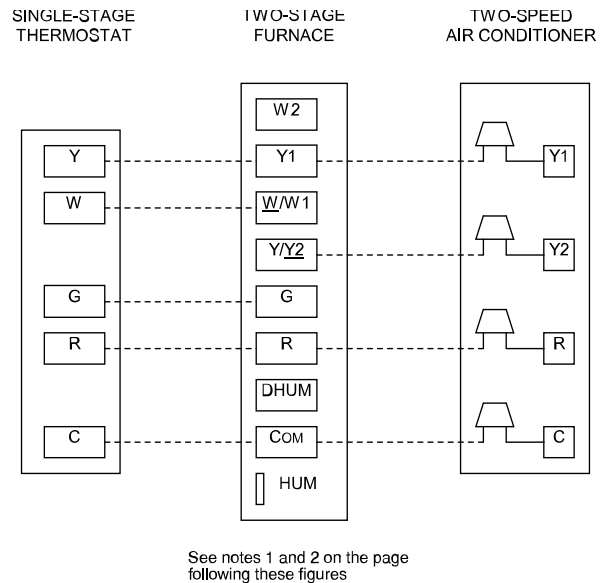 SINGLE-STAGE THERMOSTAT
TWO-STAGE FURNACE
TWO-SPEED AIR CONDITIONER
W2
Y Y1 Y1
W W/W1
Y/Y2 Y2
G G
R R R
DHUM
C COM C
HUM
See notes 1 and 2 on the page
following these figures